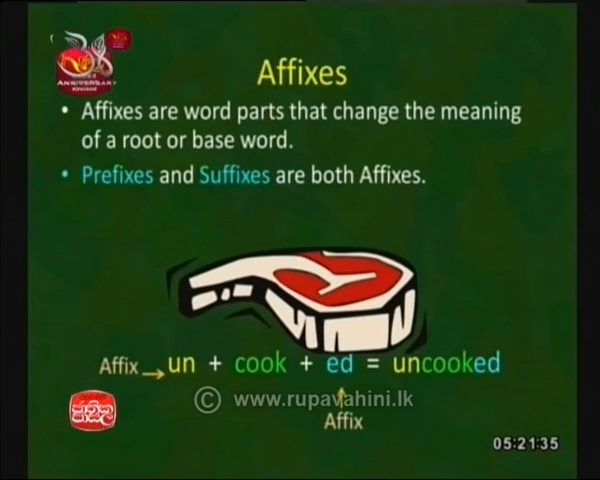 ANNIVERSARY
Affixes
• Affixes are word parts that change the meaning
of a root or base word.
• Prefixes and Suffixes are both Affixes.
Affix → un + cook + ed = uncooked
© www.rupavahini.lk
Affix
05:21:35